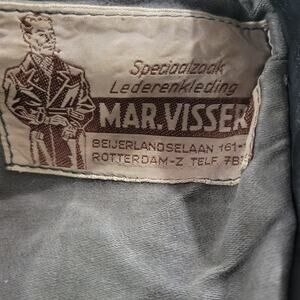 Speciaalzaak
Lederenkleding
MAR.VISSER
BEIJERLANDSELAAN 161-
ROTTERDAM-Z TELF.